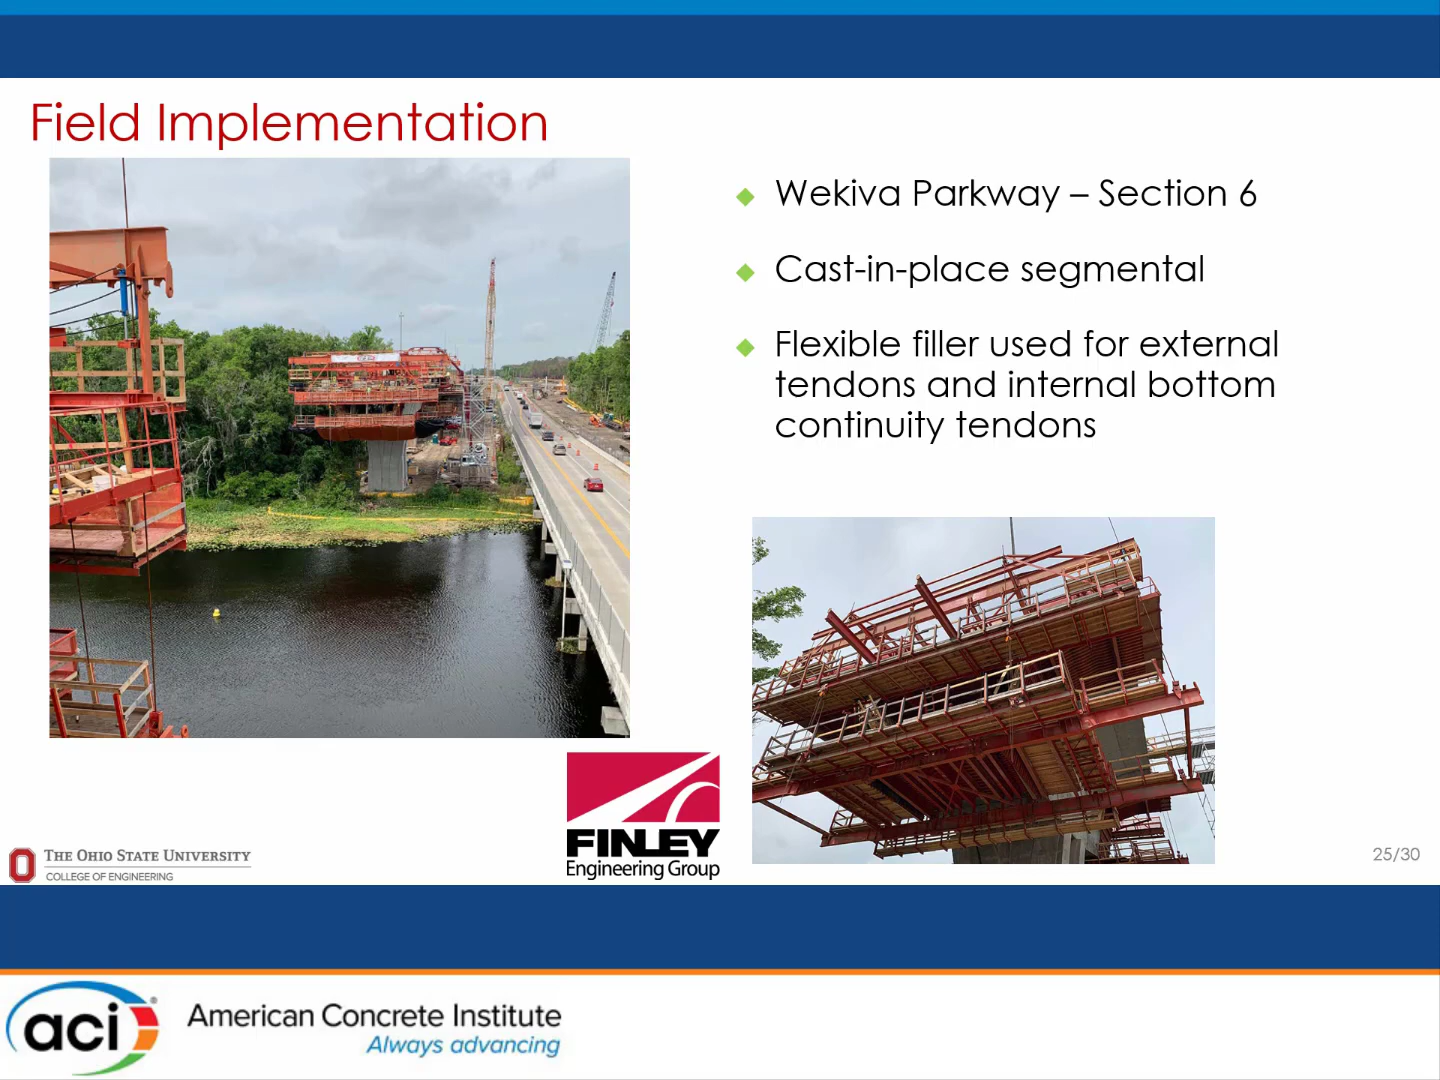 Field Implementation
Wekiva Parkway – Section 6
Cast-in-place segmental
Flexible filler used for external
tendons and internal bottom
continuity tendons
FINLEY
Engineering Group
THE OHIO STATE UNIVERSITY
COLLEGE OF ENGINEERING
25/30
aci®
American Concrete Institute
Always advancing